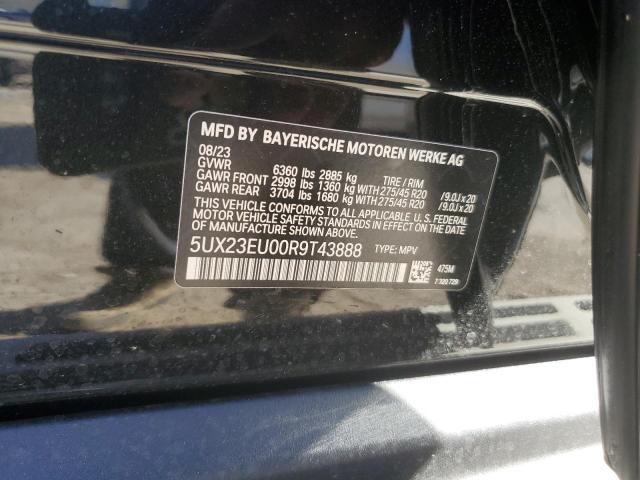 MFD BY BAYERISCHE MOTOREN WERKE AG
08/23
GVWR 6360 lbs 2885 kg TIRE / RIM
GAWR FRONT 2998 lbs 1360 kg WITH 275/45 R20 /9.0J x 20
GAWR REAR 3704 lbs 1680 kg WITH 275/45 R20 /9.0J x 20
THIS VEHICLE CONFORMS TO ALL APPLICABLE U.S. FEDERAL
MOTOR VEHICLE SAFETY STANDARDS IN EFFECT ON THE DATE
OF MANUFACTURE SHOWN ABOVE.
5UX23EU00R9T43888 TYPE: MPV
475M
7 320 729